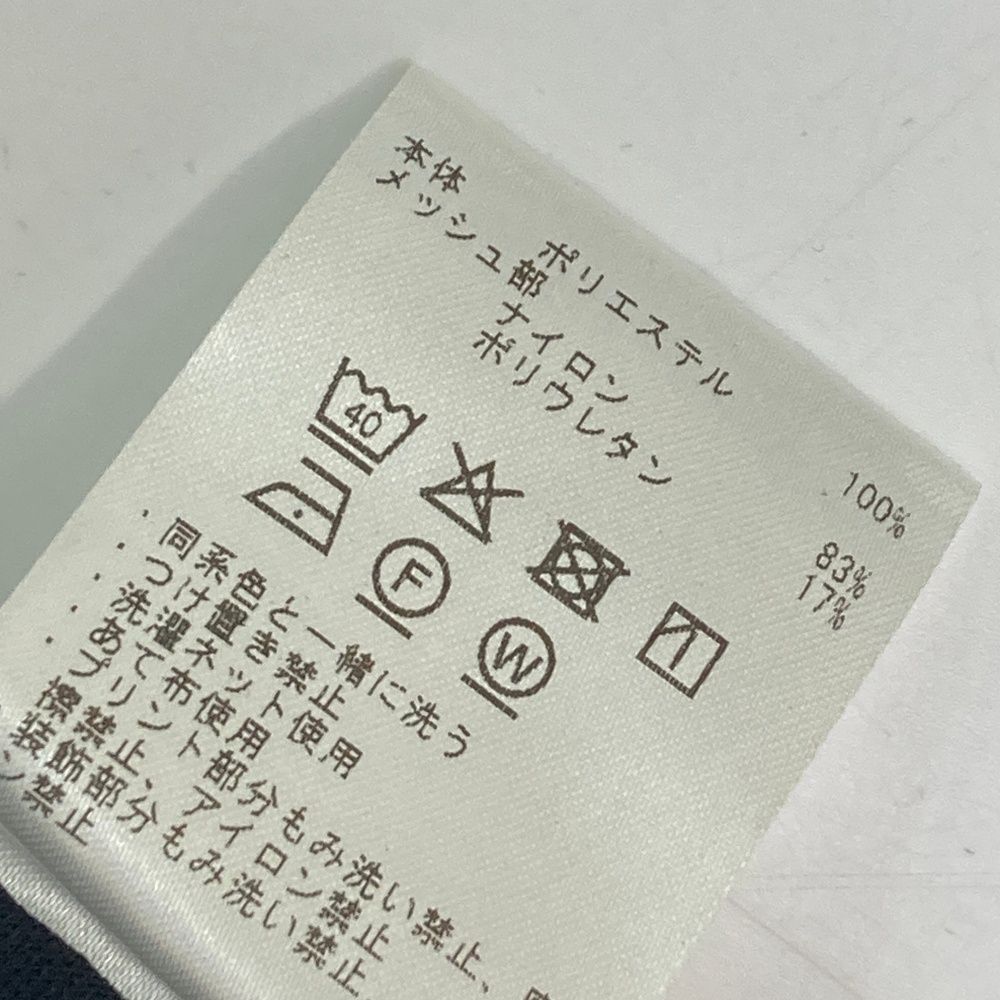 本体 ポリエステル 100%
メッシュ部
ナイロン 83%
ポリウレタン 17%
40
F W
・同系色と一緒に洗う
・つけ置き禁止
・洗濯ネット使用
・あて布使用
・プリント部分もみ洗い禁止、
擦禁止、アイロン禁止
装飾部分もみ洗い禁止、
ン禁止